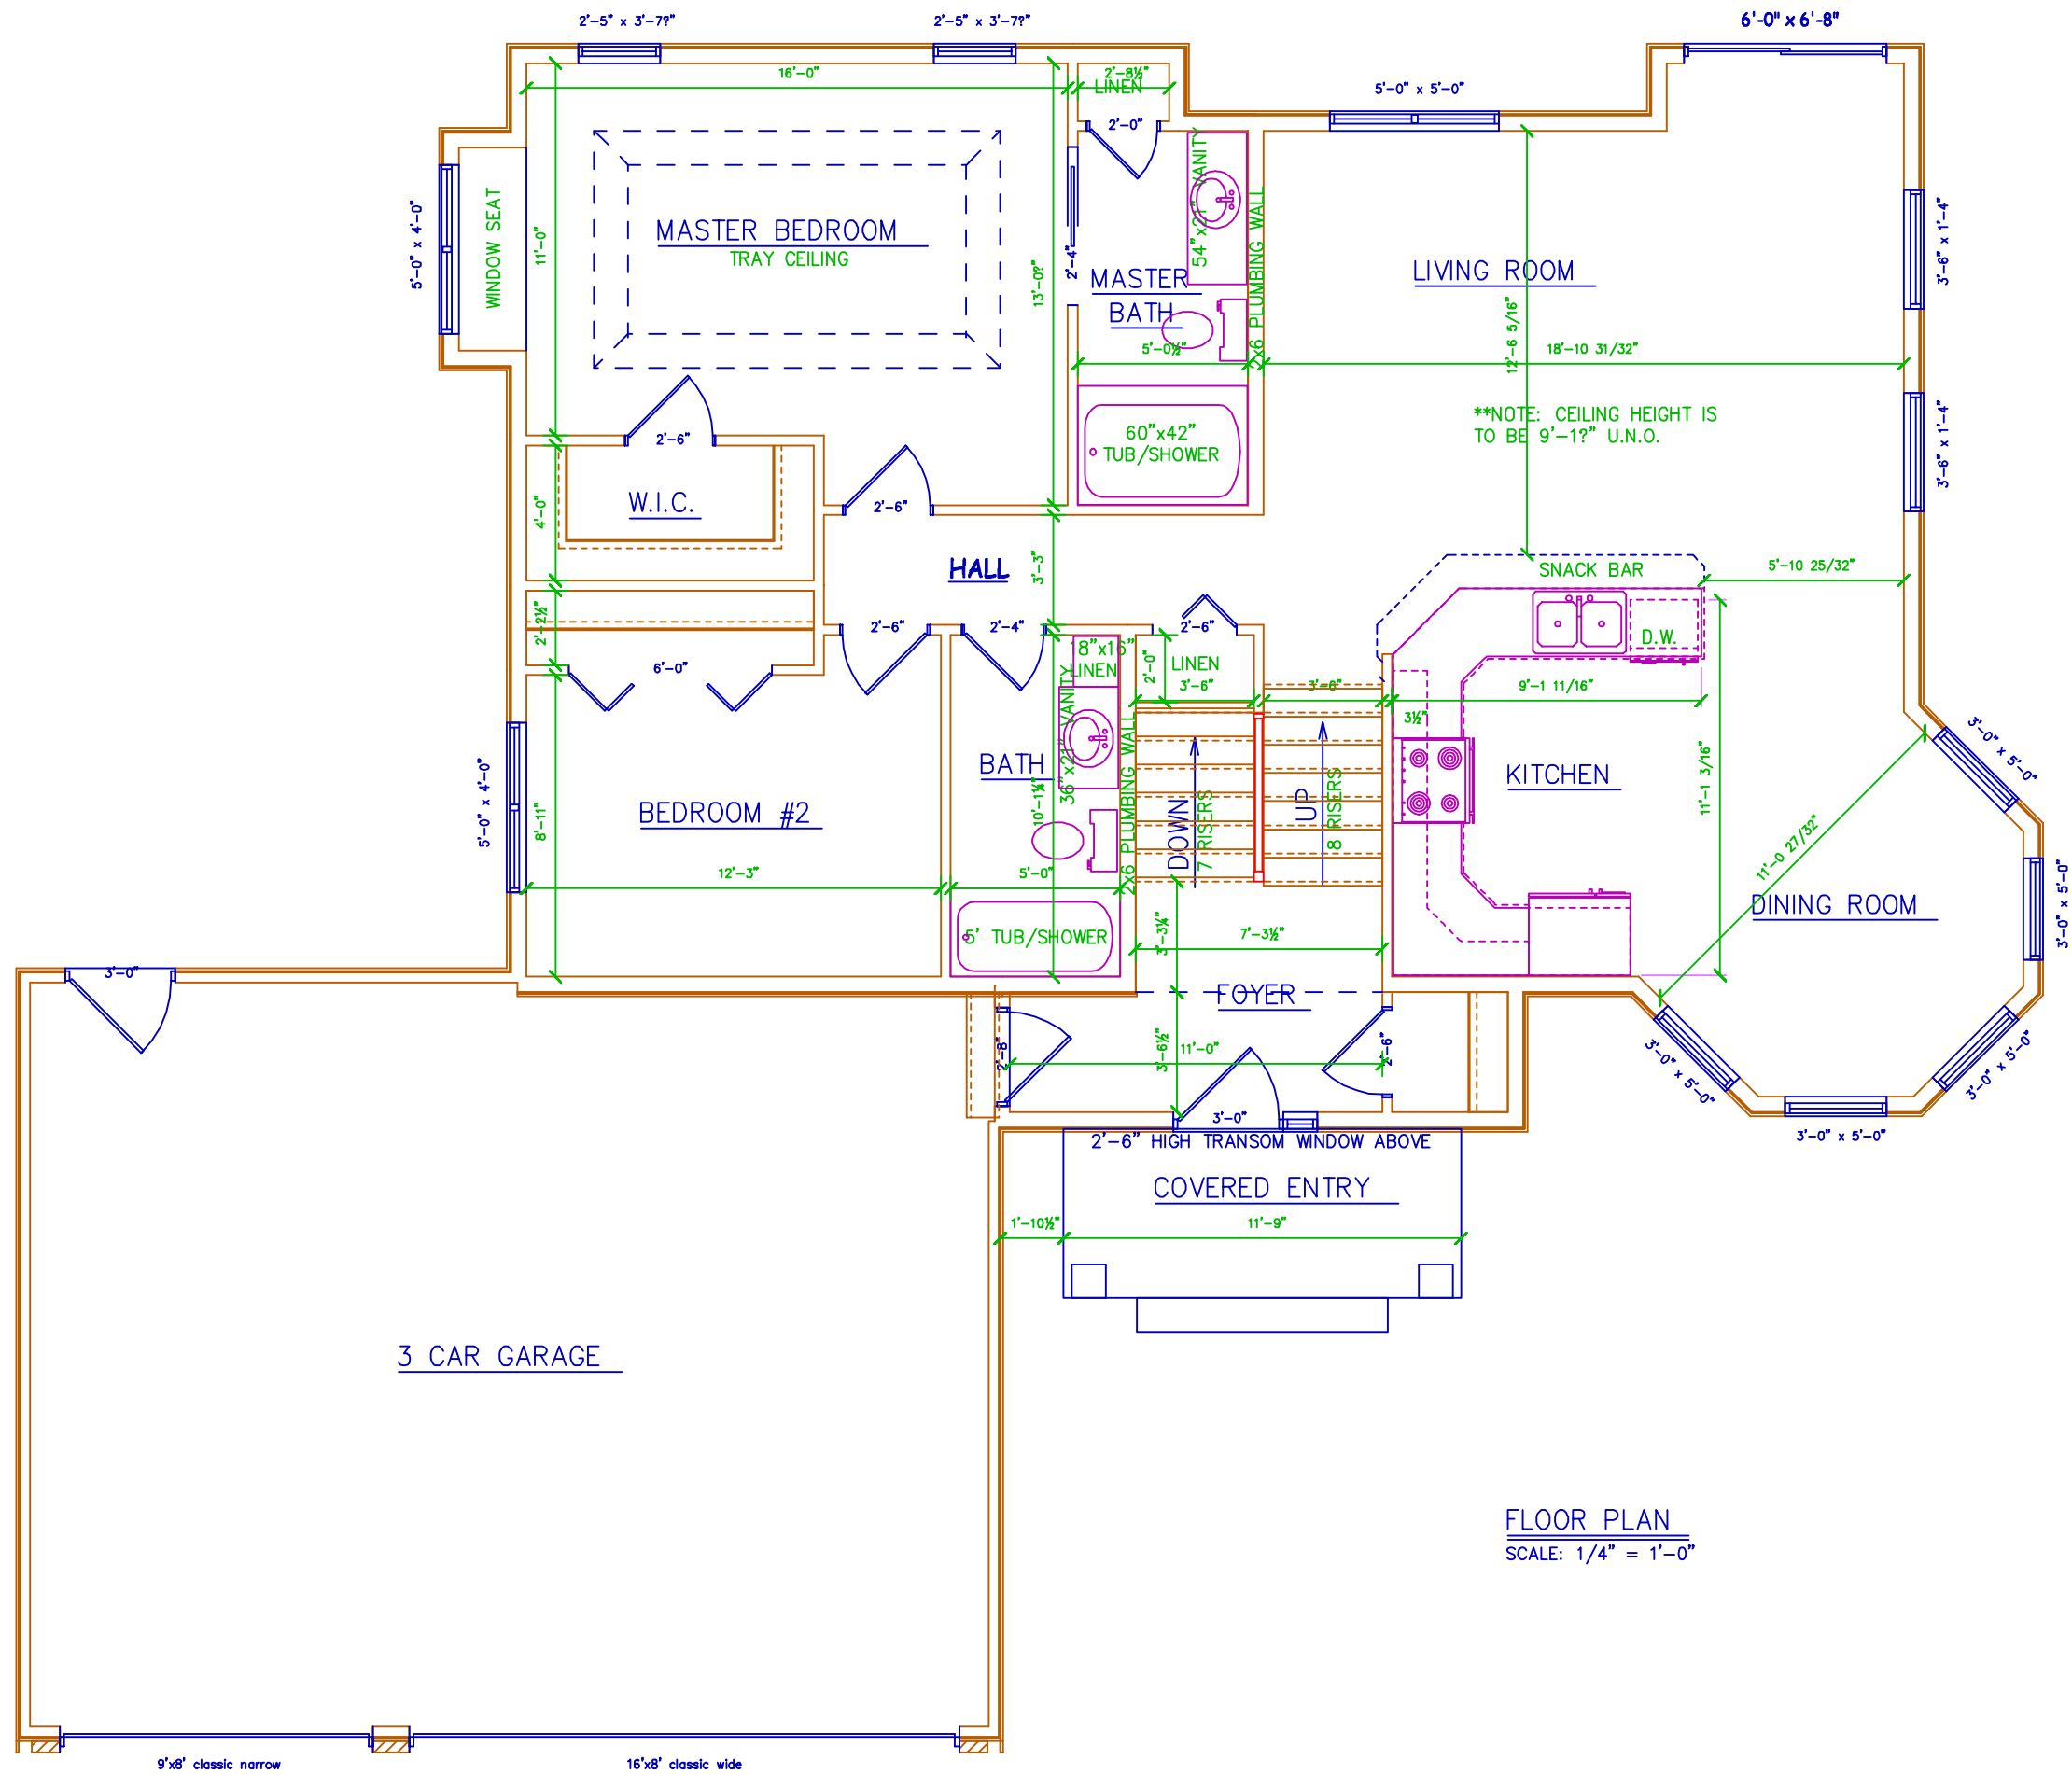 2'-5" x 3'-7?"
2'-5" x 3'-7?"
6'-0" x 6'-8"
16'-0"
2'-8½"
LINEN
5'-0" x 5'-0"
2'-0"
5'-0" x 4'-0"
WINDOW SEAT
11'-0"
MASTER BEDROOM
TRAY CEILING
13'-0?"
2'-4"
MASTER
BATH
54"x21" VANITY
2x6 PLUMBING WALL
5'-0½"
LIVING ROOM
12'-6 5/16"
18'-10 31/32"
3'-6" x 1'-4"
3'-6" x 1'-4"
**NOTE: CEILING HEIGHT IS
TO BE 9'-1?" U.N.O.
60"x42"
TUB/SHOWER
2'-6"
W.I.C.
4'-0"
2'-6"
HALL
3'-3"
SNACK BAR
5'-10 25/32"
2'-2½"
2'-6"
2'-4"
2'-6"
6'-0"
18"x16"
LINEN
2'-0"
LINEN
3'-6"
3'-6"
D.W.
9'-1 11/16"
3½"
5'-0" x 4'-0"
8'-11"
BEDROOM #2
BATH
36"x21" VANITY
10'-1¼"
2x6 PLUMBING WALL
DOWN
7 RISERS
UP
8 RISERS
KITCHEN
11'-1 3/16"
3'-0" x 5'-0"
11'-0 27/32"
3'-0" x 5'-0"
DINING ROOM
12'-3"
5'-0"
5' TUB/SHOWER
3'-3¼"
7'-3½"
3'-0"
FOYER
2'-8"
3'-6½"
11'-0"
2'-6"
3'-0" x 5'-0"
3'-0" x 5'-0"
3'-0" x 5'-0"
3'-0"
2'-6" HIGH TRANSOM WINDOW ABOVE
COVERED ENTRY
1'-10½"
11'-9"
3 CAR GARAGE
FLOOR PLAN
SCALE: 1/4" = 1'-0"
9'x8' classic narrow
16'x8' classic wide